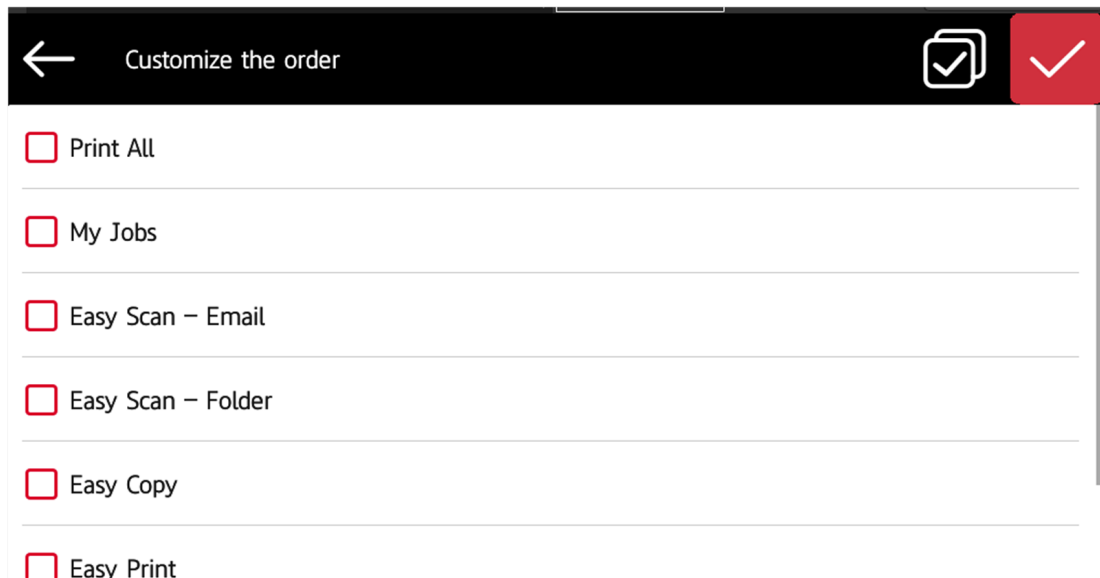 Customize the order
Print All
My Jobs
Easy Scan – Email
Easy Scan – Folder
Easy Copy
Easy Print